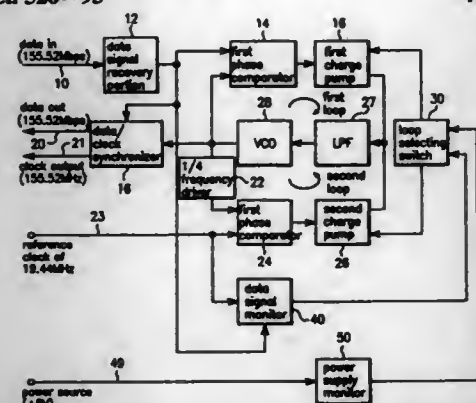 12
data in
(155.52Mbps)
10
data
signal
recovery
portion
14
first
phase
comparator
16
first
charge
pump
data out
(155.52Mbps)
20
21
clock output
(155.52Mhz)
data/
clock
synchronizer
16
28
VCO
first
loop
27
LPF
second
loop
30
loop
selecting
switch
1/4
frequency
driver
22
23
reference
clock of
19.44MHz
first
phase
comparator
24
second
charge
pump
26
data
signal
monitor
40
49
power source
50
power
supply
monitor